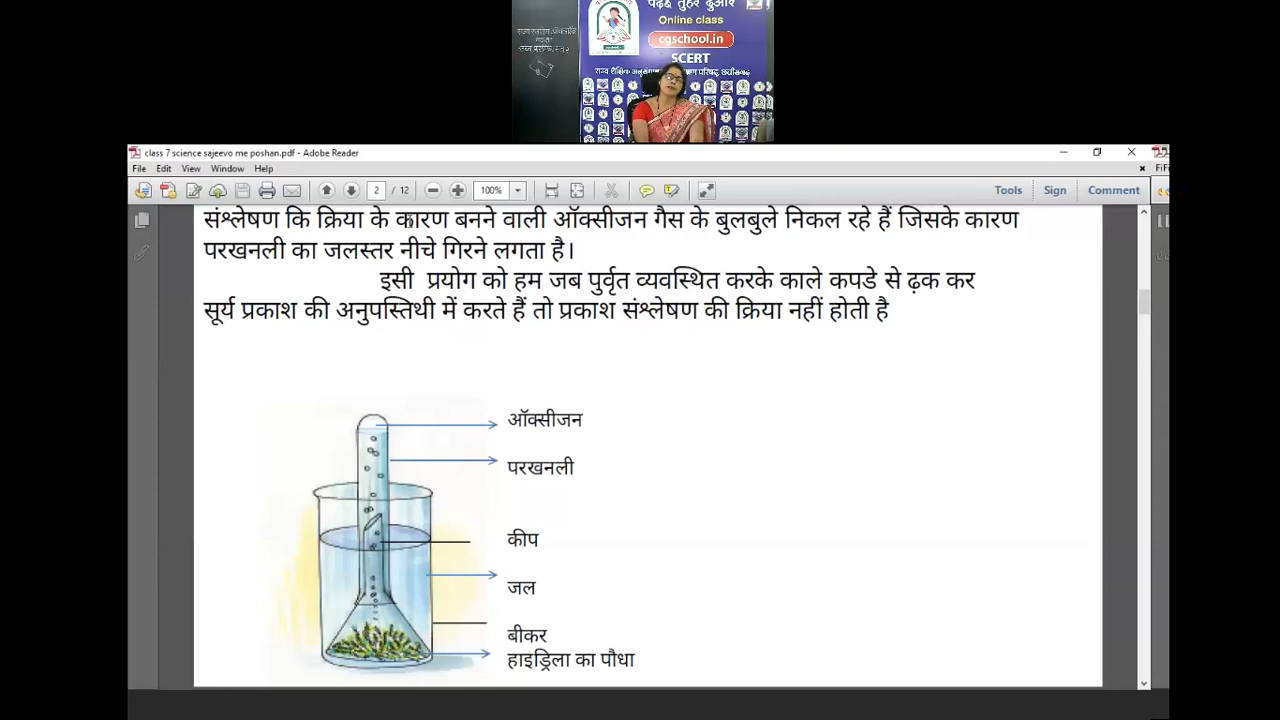 पढ़ई तुंहर दुआर
Online class
cgschool.in
SCERT
class 7 science sajeevo me poshan.pdf - Adobe Reader
File Edit View Window Help
2 / 12 100% Tools Sign Comment
संश्लेषण कि क्रिया के कारण बनने वाली ऑक्सीजन गैस के बुलबुले निकल रहे हैं जिसके कारण
परखनली का जलस्तर नीचे गिरने लगता है।
इसी प्रयोग को हम जब पुर्वृत व्यवस्थित करके काले कपडे से ढ़क कर
सूर्य प्रकाश की अनुपस्तिथी में करते हैं तो प्रकाश संश्लेषण की क्रिया नहीं होती है
ऑक्सीजन
परखनली
कीप
जल
बीकर
हाइड्रिला का पौधा